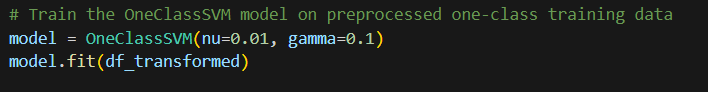 # Train the OneClassSVM model on preprocessed one-class training data
model = OneClassSVM(nu=0.01, gamma=0.1)
model.fit(df_transformed)